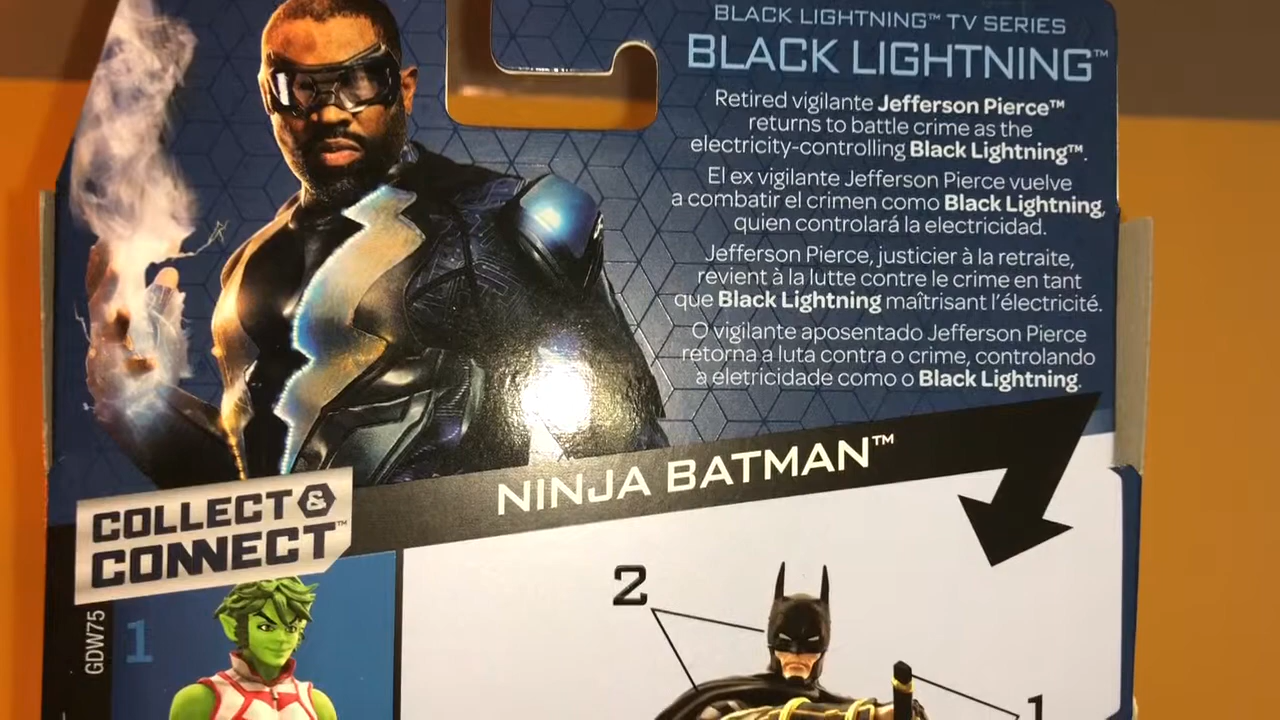 BLACK LIGHTNING™ TV SERIES
BLACK LIGHTNING™
Retired vigilante Jefferson Pierce™
returns to battle crime as the
electricity-controlling Black Lightning™.
El ex vigilante Jefferson Pierce vuelve
a combatir el crimen como Black Lightning,
quien controlará la electricidad.
Jefferson Pierce, justicier à la retraite,
revient à la lutte contre le crime en tant
que Black Lightning maîtrisant l'électricité.
O vigilante aposentado Jefferson Pierce
retorna a luta contra o crime, controlando
a eletricidade como o Black Lightning.
NINJA BATMAN™
COLLECT &
CONNECT™
GDW75
1
2
1